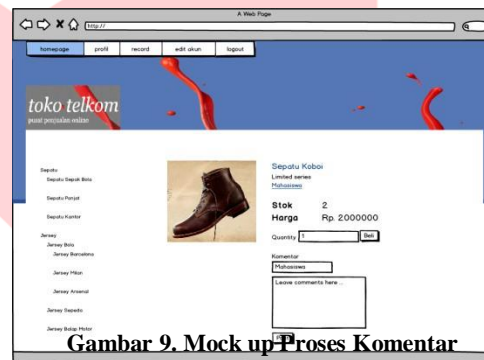 A Web Page
http://
homepage profil record edit akun logout
toko telkom
pusat penjualan online
Sepatu
Sepatu Sepak Bola
Sepatu Panjat
Sepatu Kantor
Jersey
Jersey Bola
Jersey Barcelona
Jersey Milan
Jersey Arsenal
Jersey Sepeda
Jersey Balap Motor
Sepatu Koboi
Limited series
Mahasiswa
Stok 2
Harga Rp. 2000000
Quantity 1 Beli
Komentar
Mahasiswa
Leave comments here ...
Gambar 9. Mock up Proses Komentar